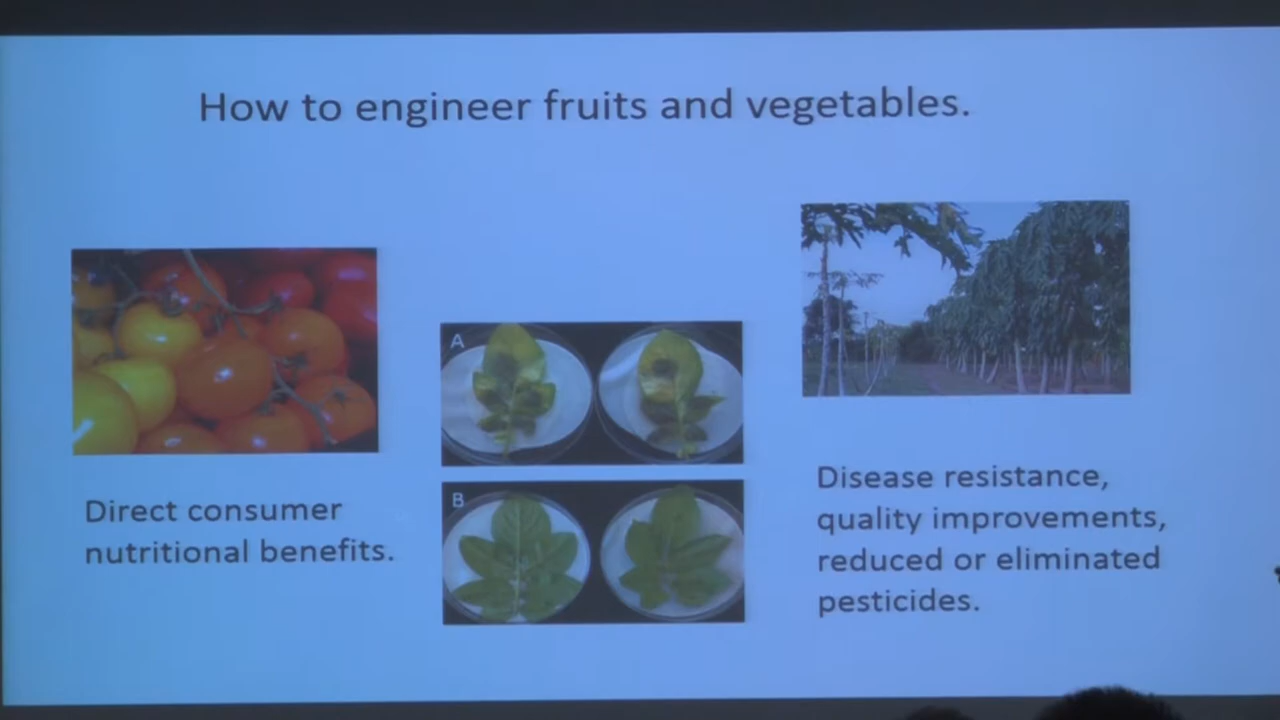 How to engineer fruits and vegetables.
A
B
Direct consumer
nutritional benefits.
Disease resistance,
quality improvements,
reduced or eliminated
pesticides.